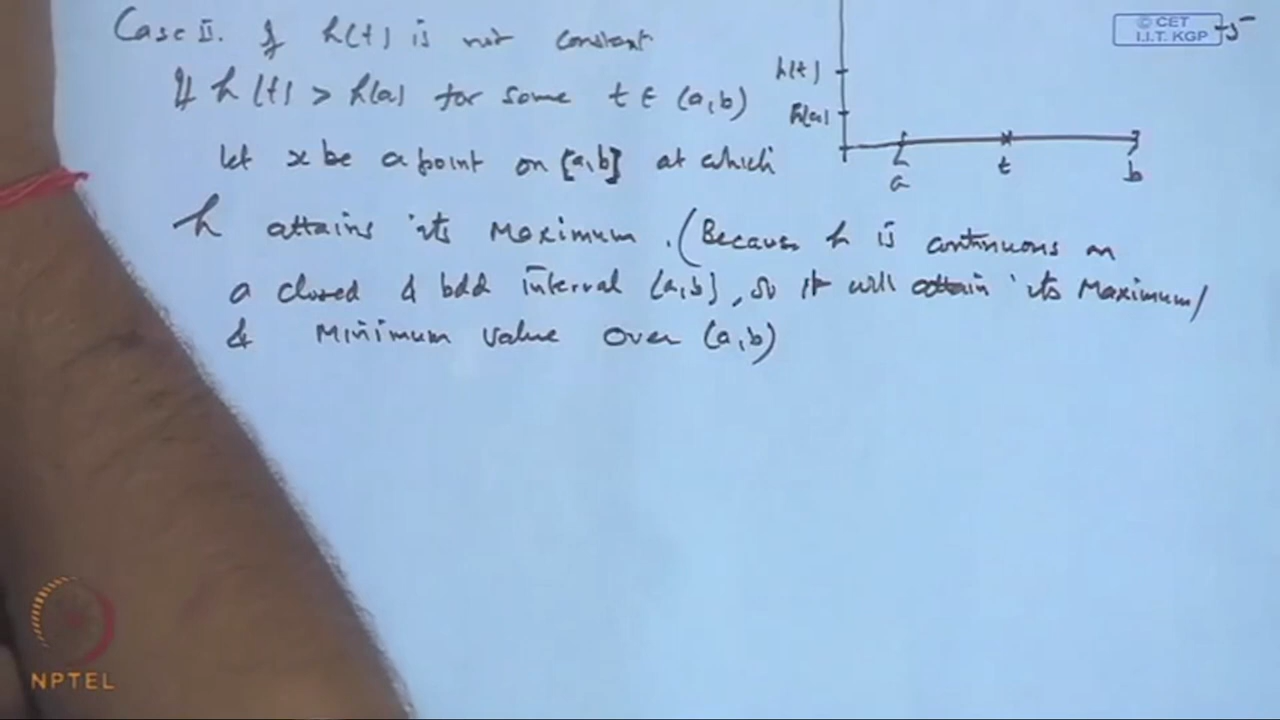 Case II. If h(t) is not constant
If h(t) > h(a) for some t ∈ (a,b)
let x be a point on [a,b] at which
h attains its Maximum. (Because h is continuous on
a closed & bdd interval [a,b], so it will attain its Maximum/
& Minimum value over (a,b)
h(t)
h(a)
a
t
b
© CET
I.I.T. KGP
NPTEL